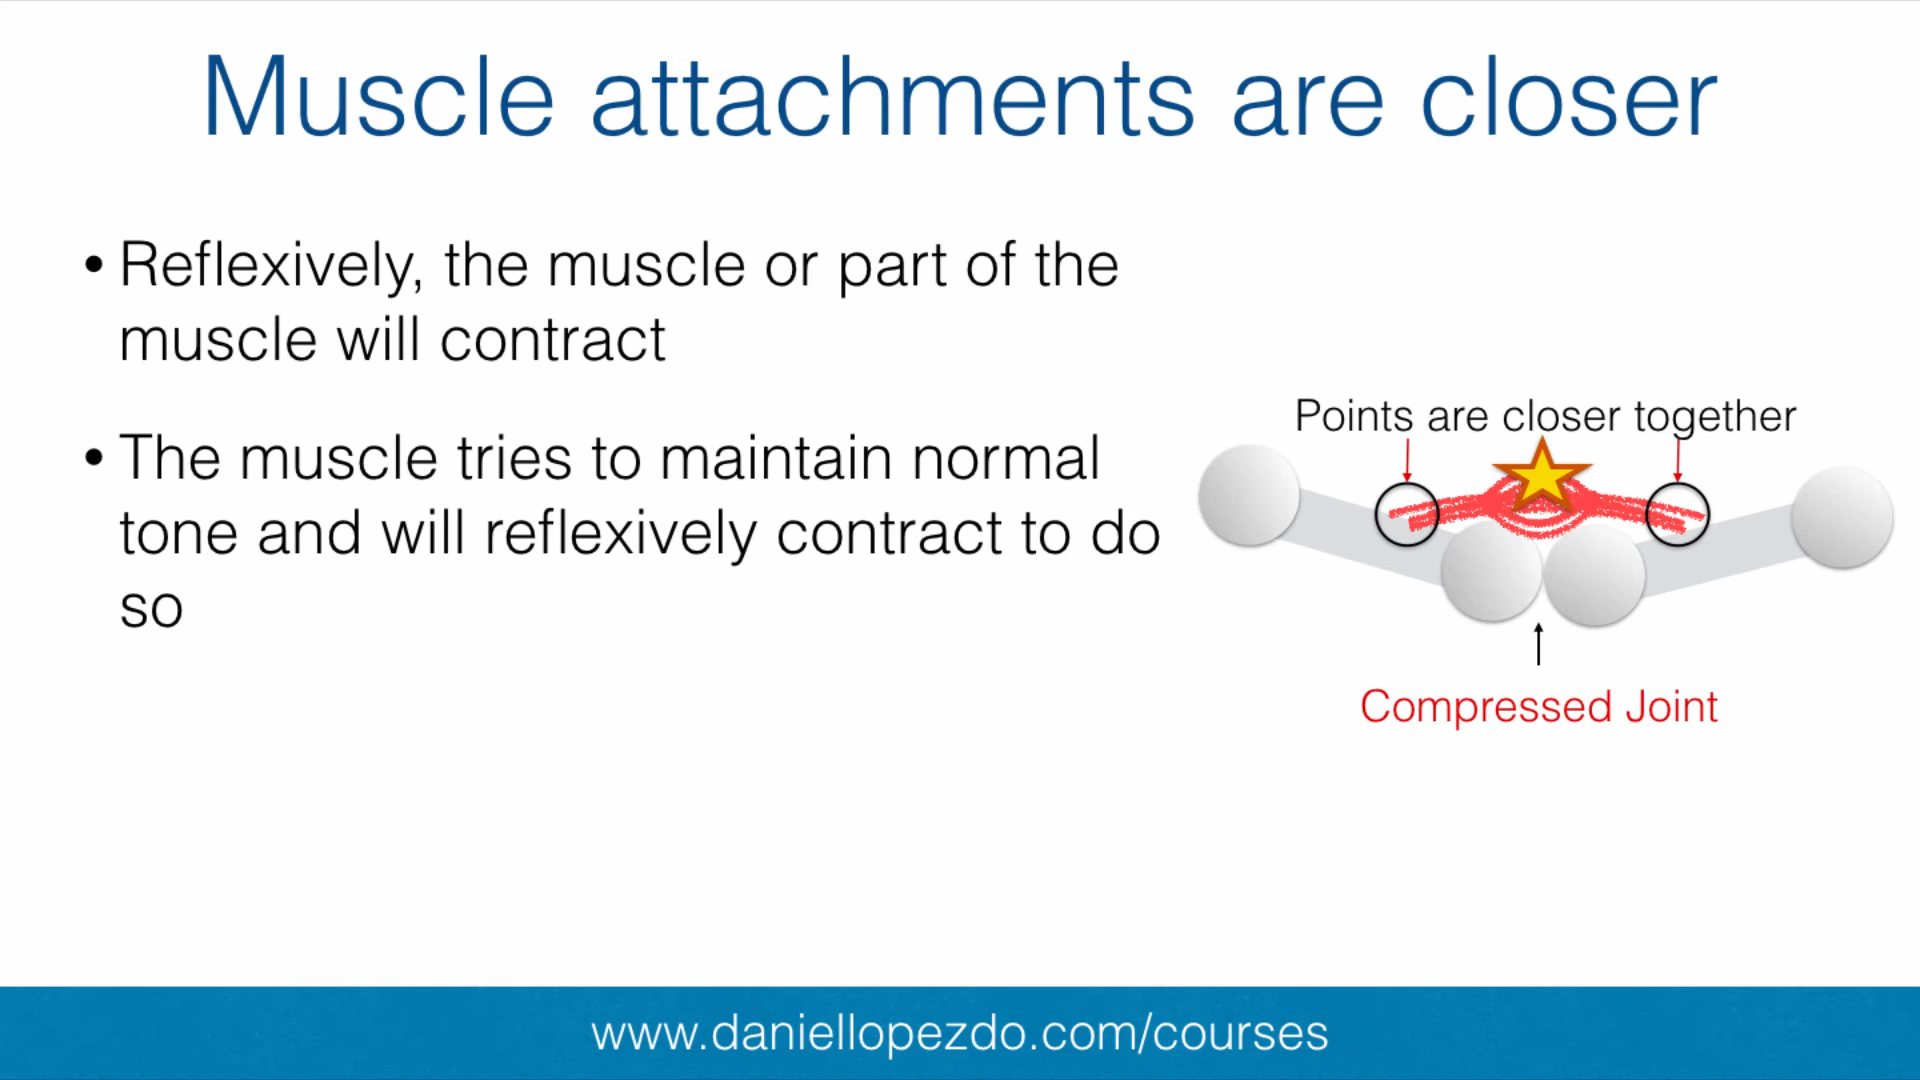 Muscle attachments are closer
• Reflexively, the muscle or part of the
muscle will contract
• The muscle tries to maintain normal
tone and will reflexively contract to do
so
Points are closer together
Compressed Joint
www.daniellopezdo.com/courses